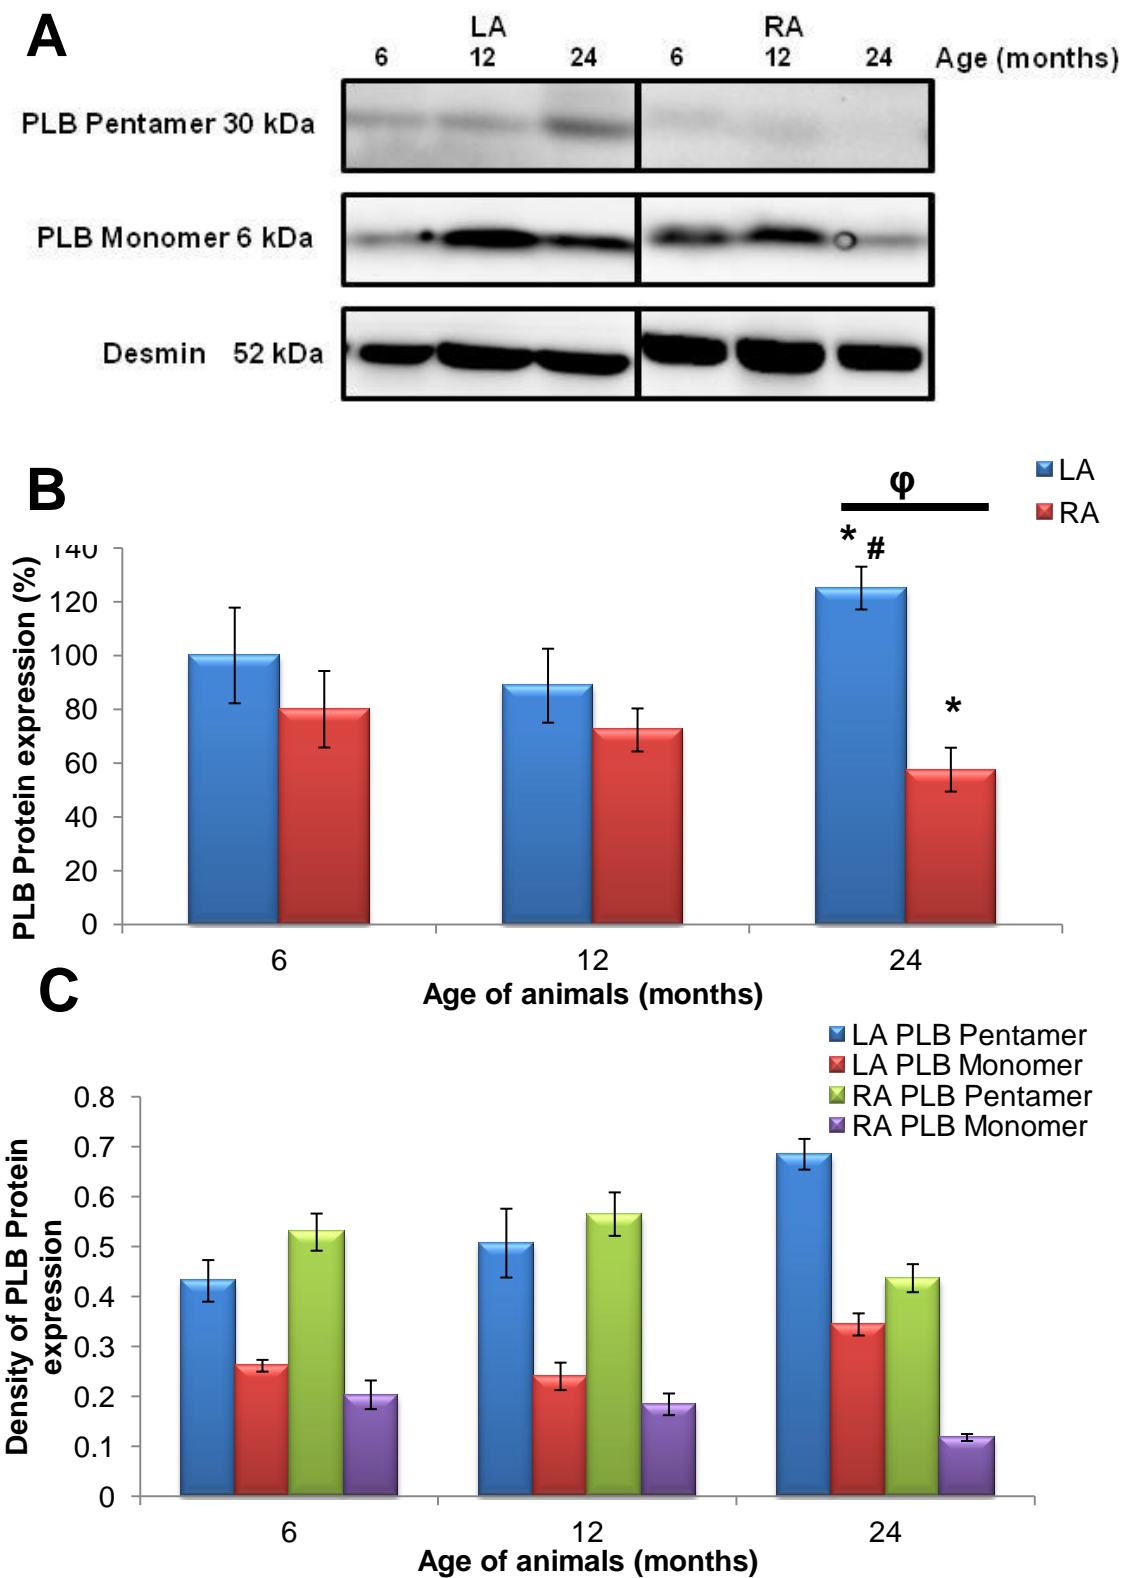 A
LA RA
6 12 24 6 12 24 Age (months)
PLB Pentamer 30 kDa
PLB Monomer 6 kDa
Desmin 52 kDa
B
φ
LA
RA
* #
*
PLB Protein expression (%)
140
120
100
80
60
40
20
0
6 12 24
Age of animals (months)
C
LA PLB Pentamer
LA PLB Monomer
RA PLB Pentamer
RA PLB Monomer
Density of PLB Protein
expression
0.8
0.7
0.6
0.5
0.4
0.3
0.2
0.1
0
6 12 24
Age of animals (months)